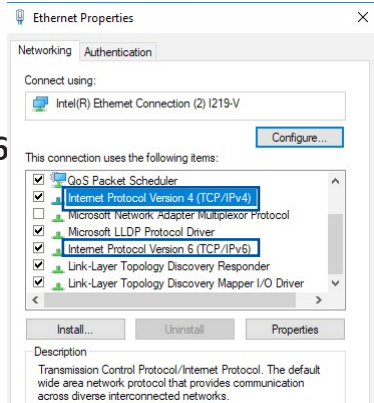 Ethernet Properties
Networking Authentication
Connect using:
Intel(R) Ethernet Connection (2) I219-V
6
Configure...
This connection uses the following items:
QoS Packet Scheduler
Internet Protocol Version 4 (TCP/IPv4)
Microsoft Network Adapter Multiplexor Protocol
Microsoft LLDP Protocol Driver
Internet Protocol Version 6 (TCP/IPv6)
Link-Layer Topology Discovery Responder
Link-Layer Topology Discovery Mapper I/O Driver
Install... Uninstall Properties
Description
Transmission Control Protocol/Internet Protocol. The default
wide area network protocol that provides communication
across diverse interconnected networks.